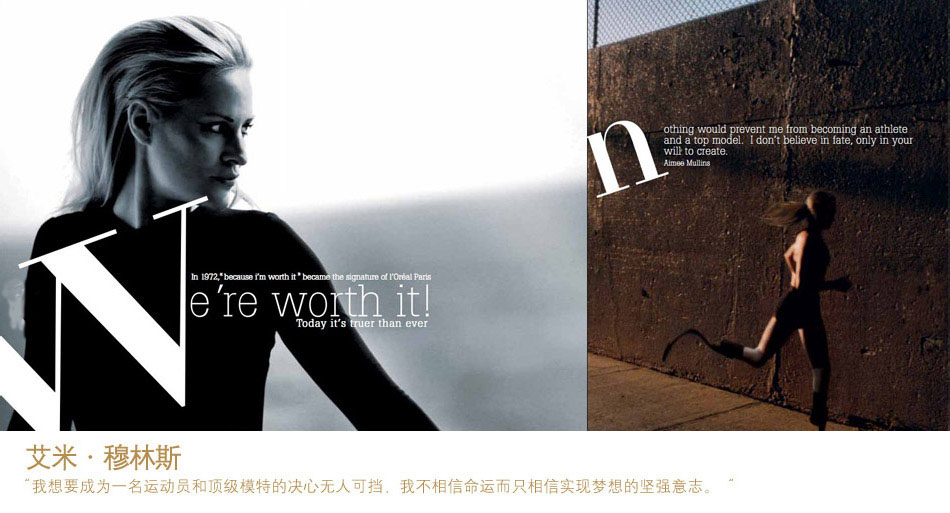 In 1972,"because i'm worth it" became the signature of l'Oréal Paris
We're worth it!
Today it's truer than ever
nothing would prevent me from becoming an athlete
and a top model. I don't believe in fate, only in your
will to create.
Aimee Mullins
艾米·穆林斯
“我想要成为一名运动员和顶级模特的决心无人可挡，我不相信命运而只相信实现梦想的坚强意志。”